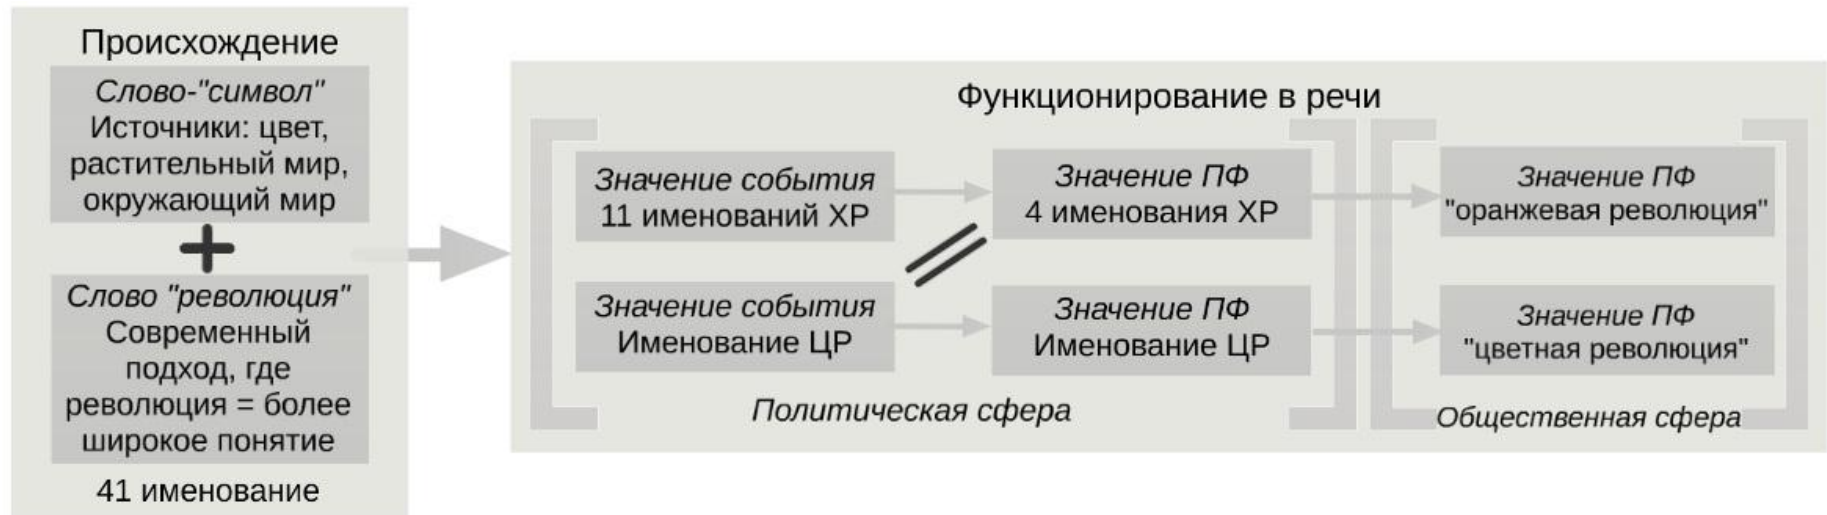 Происхождение
Слово-"символ"
Источники: цвет,
растительный мир,
окружающий мир
+
Слово "революция"
Современный
подход, где
революция = более
широкое понятие
41 именование
Функционирование в речи
Значение события
11 именований ХР
Значение ПФ
4 именования ХР
Значение ПФ
"оранжевая революция"
Значение события
Именование ЦР
Значение ПФ
Именование ЦР
Значение ПФ
"цветная революция"
Политическая сфера
Общественная сфера